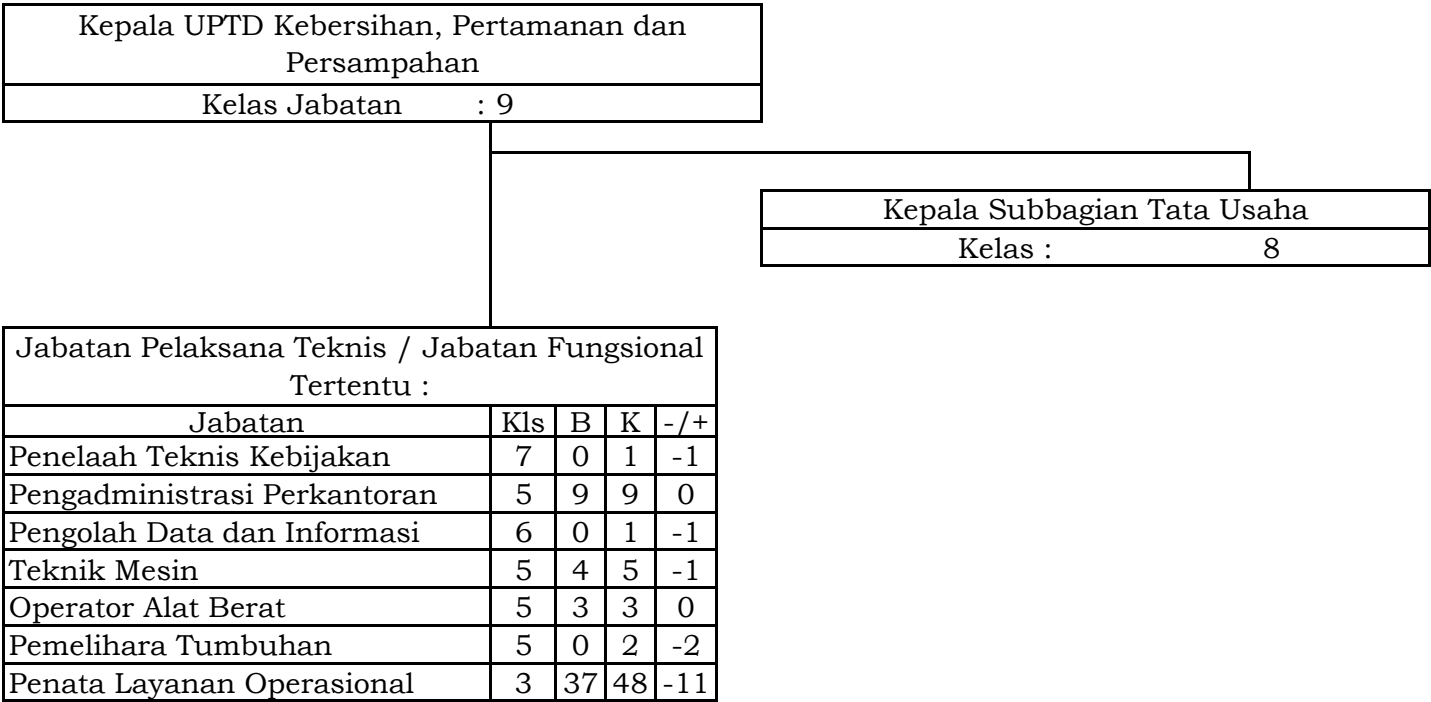 Kepala UPTD Kebersihan, Pertamanan dan
Persampahan
Kelas Jabatan : 9
Kepala Subbagian Tata Usaha
Kelas : 8
Jabatan Pelaksana Teknis / Jabatan Fungsional
Tertentu :
Jabatan Kls B K -/+
Penelaah Teknis Kebijakan 7 0 1 -1
Pengadministrasi Perkantoran 5 9 9 0
Pengolah Data dan Informasi 6 0 1 -1
Teknik Mesin 5 4 5 -1
Operator Alat Berat 5 3 3 0
Pemelihara Tumbuhan 5 0 2 -2
Penata Layanan Operasional 3 37 48 -11